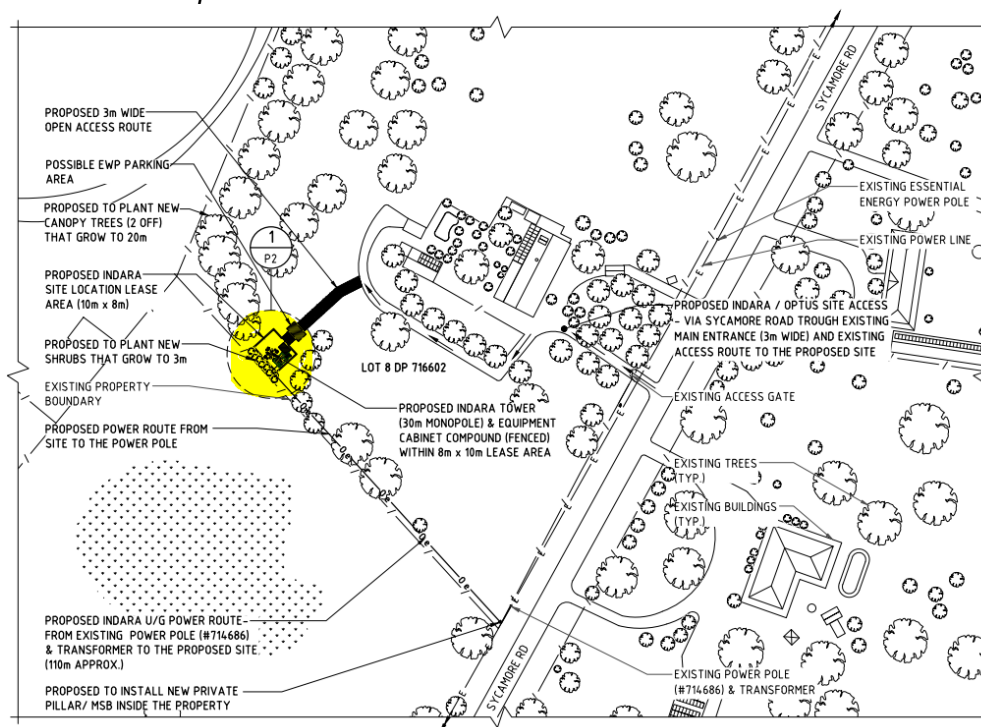 PROPOSED 3m WIDE
OPEN ACCESS ROUTE
POSSIBLE EWP PARKING
AREA
PROPOSED TO PLANT NEW
CANOPY TREES (2 OFF)
THAT GROW TO 20m
PROPOSED INDARA
SITE LOCATION LEASE
AREA (10m x 8m)
PROPOSED TO PLANT NEW
SHRUBS THAT GROW TO 3m
EXISTING PROPERTY
BOUNDARY
PROPOSED POWER ROUTE FROM
SITE TO THE POWER POLE
PROPOSED INDARA U/G POWER ROUTE
FROM EXISTING POWER POLE (#714686)
& TRANSFORMER TO THE PROPOSED SITE.
(110m APPROX.)
PROPOSED TO INSTALL NEW PRIVATE
PILLAR/ MSB INSIDE THE PROPERTY
1
P2
LOT 8 DP 716602
PROPOSED INDARA TOWER
(30m MONOPOLE) & EQUIPMENT
CABINET COMPOUND (FENCED)
WITHIN 8m x 10m LEASE AREA
SYCAMORE RD
EXISTING ESSENTIAL
ENERGY POWER POLE
EXISTING POWER LINE
PROPOSED INDARA / OPTUS SITE ACCESS
- VIA SYCAMORE ROAD TROUGH EXISTING
MAIN ENTRANCE (3m WIDE) AND EXISTING
ACCESS ROUTE TO THE PROPOSED SITE
EXISTING ACCESS GATE
EXISTING TREES
(TYP.)
EXISTING BUILDINGS
(TYP.)
EXISTING POWER POLE
(#714686) & TRANSFORMER
SYCAMORE RD